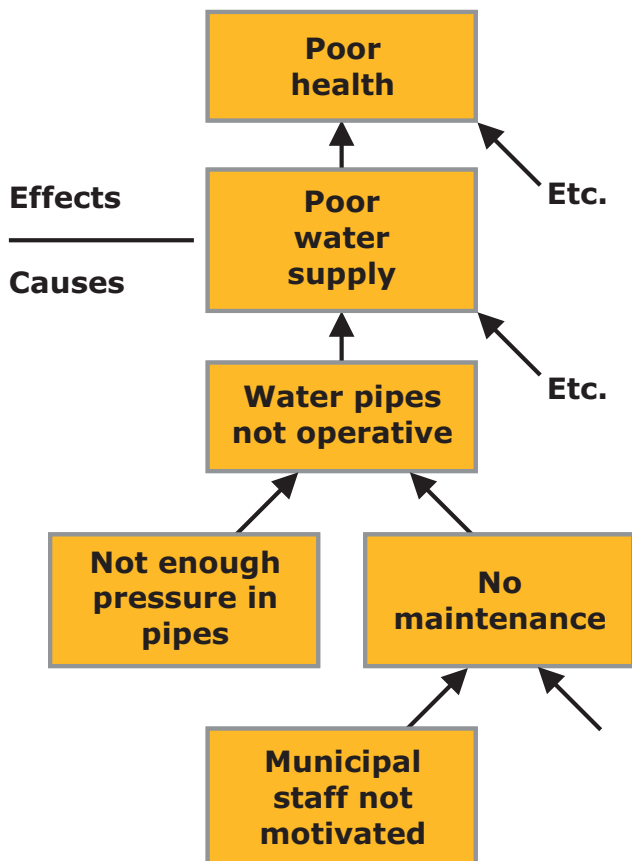 Poor
health
Etc.
Effects
Poor
water
supply
Causes
Etc.
Water pipes
not operative
Not enough
pressure in
pipes
No
maintenance
Municipal
staff not
motivated